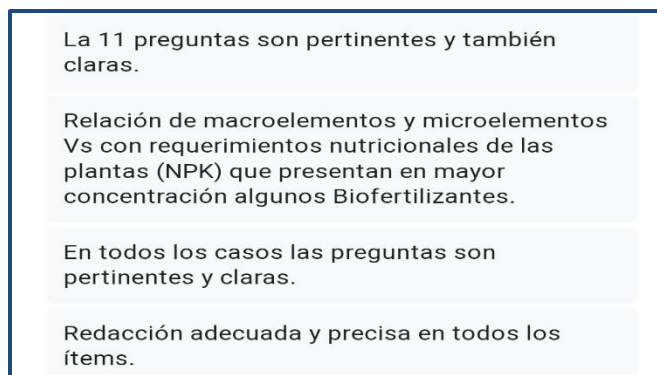 La 11 preguntas son pertinentes y también
claras.
Relación de macroelementos y microelementos
Vs con requerimientos nutricionales de las
plantas (NPK) que presentan en mayor
concentración algunos Biofertilizantes.
En todos los casos las preguntas son
pertinentes y claras.
Redacción adecuada y precisa en todos los
ítems.